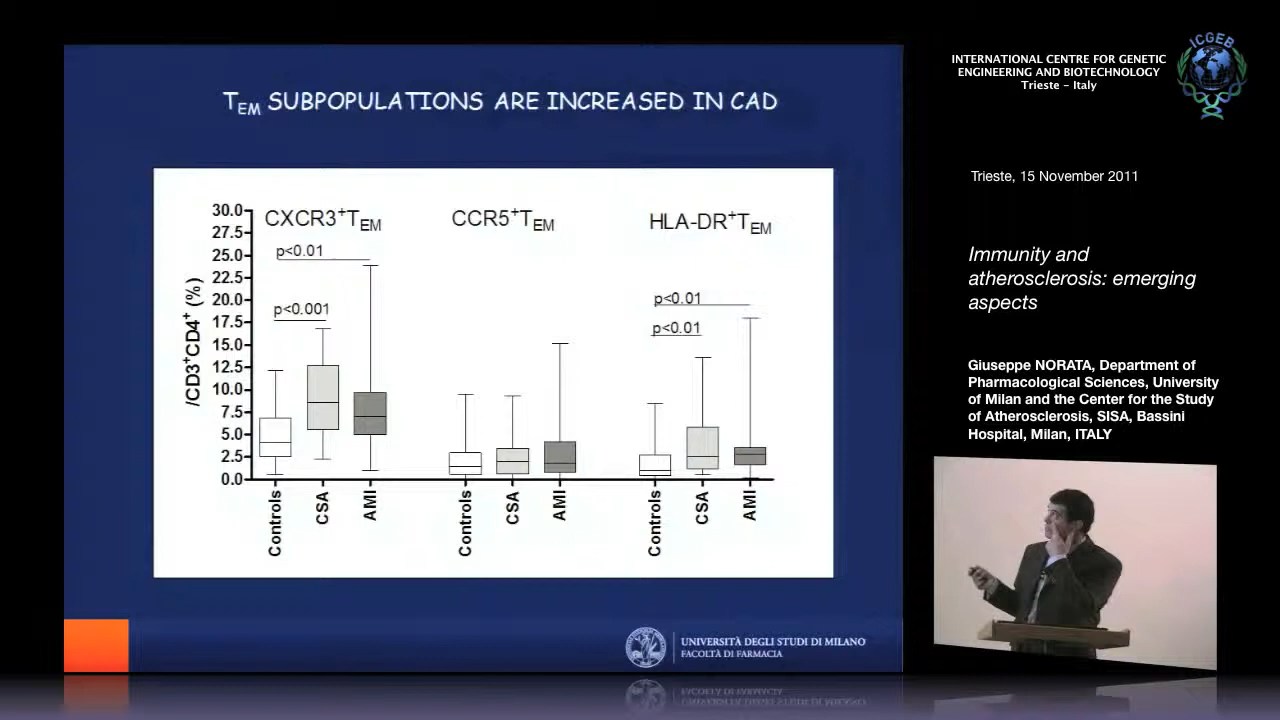 TEM SUBPOPULATIONS ARE INCREASED IN CAD
CXCR3+TEM
CCR5+TEM
HLA-DR+TEM
/CD3+CD4+ (%)
30.0
27.5
25.0
22.5
20.0
17.5
15.0
12.5
10.0
7.5
5.0
2.5
0.0
p<0.01
p<0.001
p<0.01
p<0.01
Controls
CSA
AMI
Controls
CSA
AMI
Controls
CSA
AMI
UNIVERSITÀ DEGLI STUDI DI MILANO
FACOLTÀ DI FARMACIA
INTERNATIONAL CENTRE FOR GENETIC
ENGINEERING AND BIOTECHNOLOGY
Trieste - Italy
ICGEB
Trieste, 15 November 2011
Immunity and
atherosclerosis: emerging
aspects
Giuseppe NORATA, Department of
Pharmacological Sciences, University
of Milan and the Center for the Study
of Atherosclerosis, SISA, Bassini
Hospital, Milan, ITALY